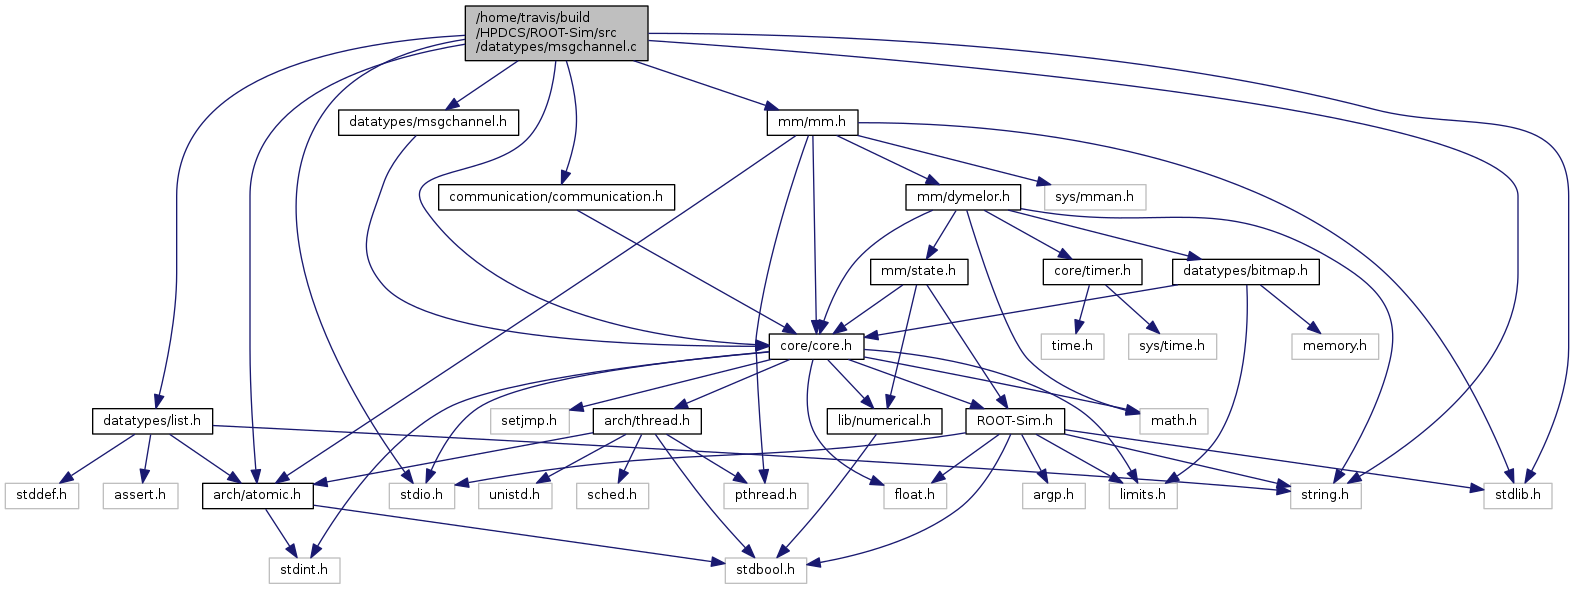 /home/travis/build
/HPDCS/ROOT-Sim/src
/datatypes/msgchannel.c
datatypes/msgchannel.h
mm/mm.h
communication/communication.h
mm/dymelor.h
sys/mman.h
mm/state.h
core/timer.h
datatypes/bitmap.h
core/core.h
time.h
sys/time.h
memory.h
datatypes/list.h
setjmp.h
arch/thread.h
lib/numerical.h
ROOT-Sim.h
math.h
stddef.h
assert.h
arch/atomic.h
stdio.h
unistd.h
sched.h
pthread.h
float.h
argp.h
limits.h
string.h
stdlib.h
stdint.h
stdbool.h